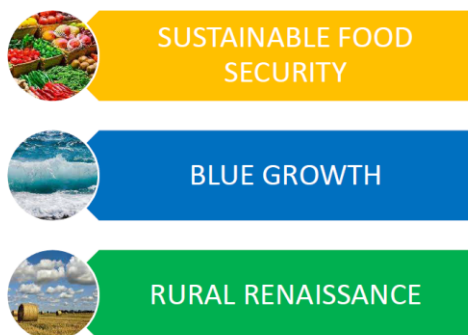 SUSTAINABLE FOOD
SECURITY
BLUE GROWTH
RURAL RENAISSANCE